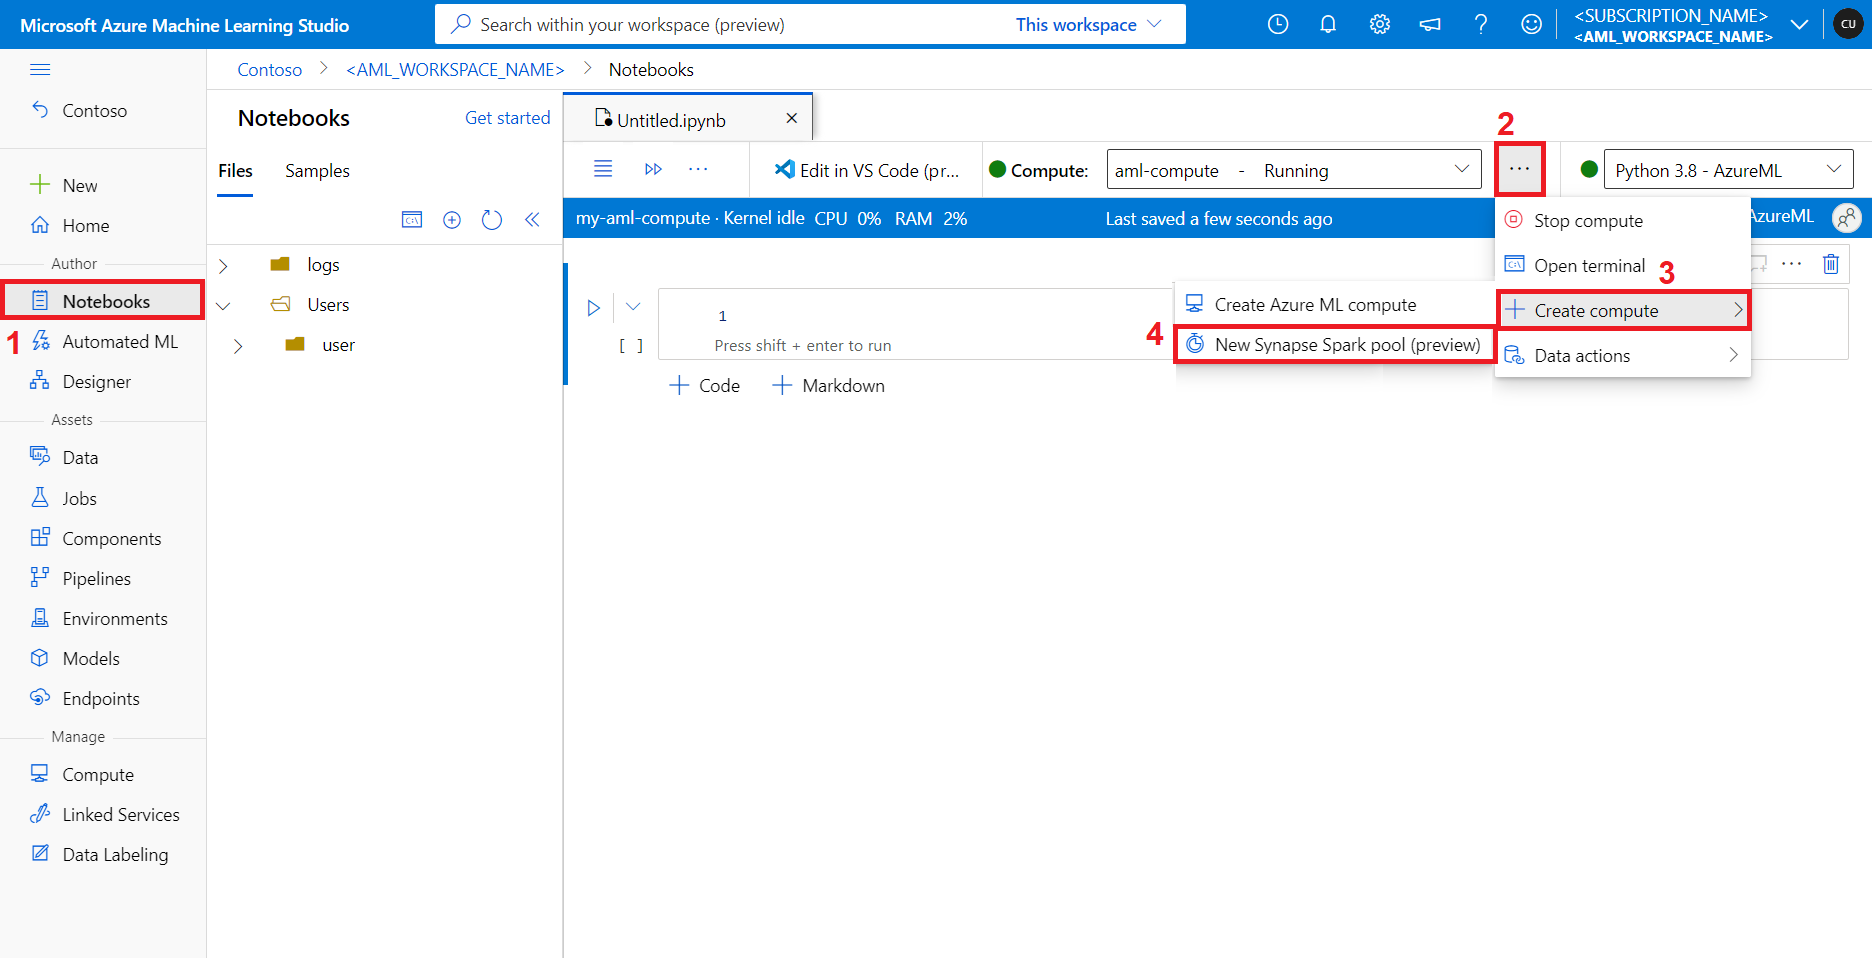 Microsoft Azure Machine Learning Studio
Search within your workspace (preview)
This workspace
<SUBSCRIPTION_NAME>
<AML_WORKSPACE_NAME>
CU
Contoso
New
Home
Author
Notebooks
1
Automated ML
Designer
Assets
Data
Jobs
Components
Pipelines
Environments
Models
Endpoints
Manage
Compute
Linked Services
Data Labeling
Contoso > <AML_WORKSPACE_NAME> > Notebooks
Notebooks
Get started
Files
Samples
logs
Users
user
Untitled.ipynb
Edit in VS Code (pr...
Compute:
aml-compute - Running
2
...
Python 3.8 - AzureML
my-aml-compute · Kernel idle CPU 0% RAM 2%
Last saved a few seconds ago
AzureML
Stop compute
Open terminal
3
Create compute
Data actions
Create Azure ML compute
4
New Synapse Spark pool (preview)
1
[ ]
Press shift + enter to run
+ Code
+ Markdown